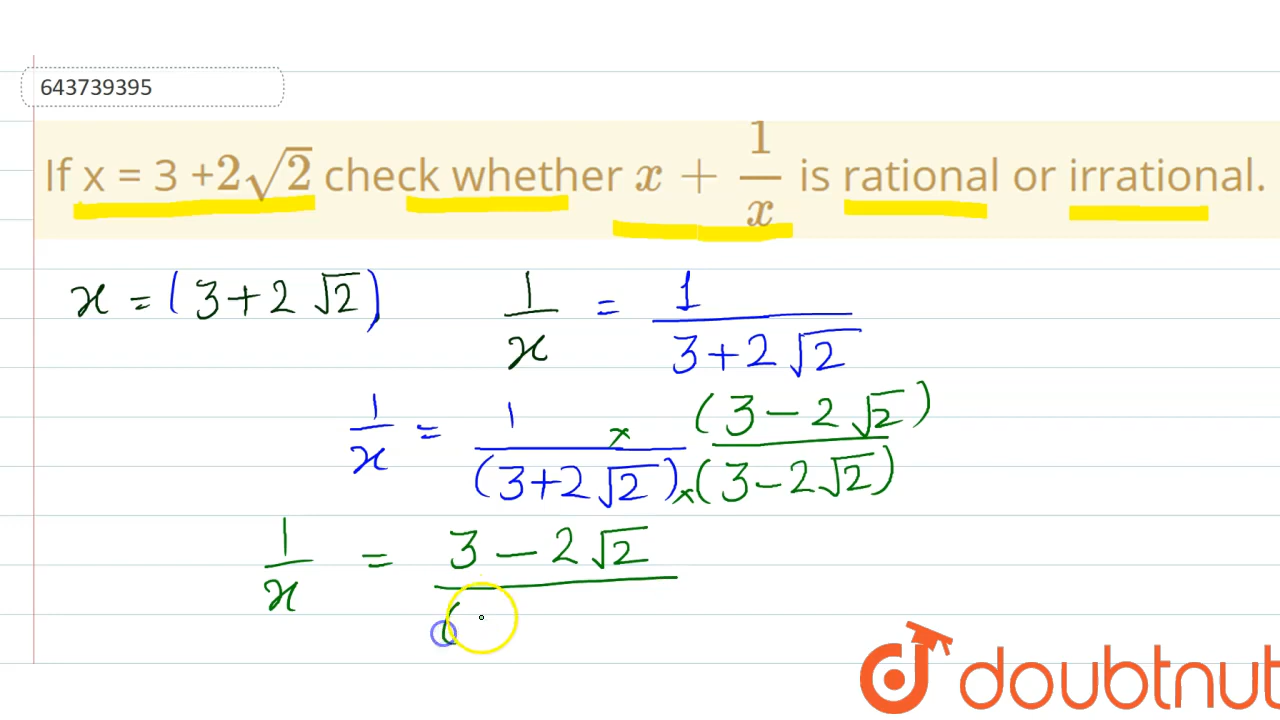 643739395
If x = 3 +2√2 check whether x + 1/x is rational or irrational.
x = (3+2√2)    1/x = 1/(3+2√2)
1/x = 1/(3+2√2) × (3−2√2)/×(3−2√2)
1/x = 3−2√2/(
doubtnut